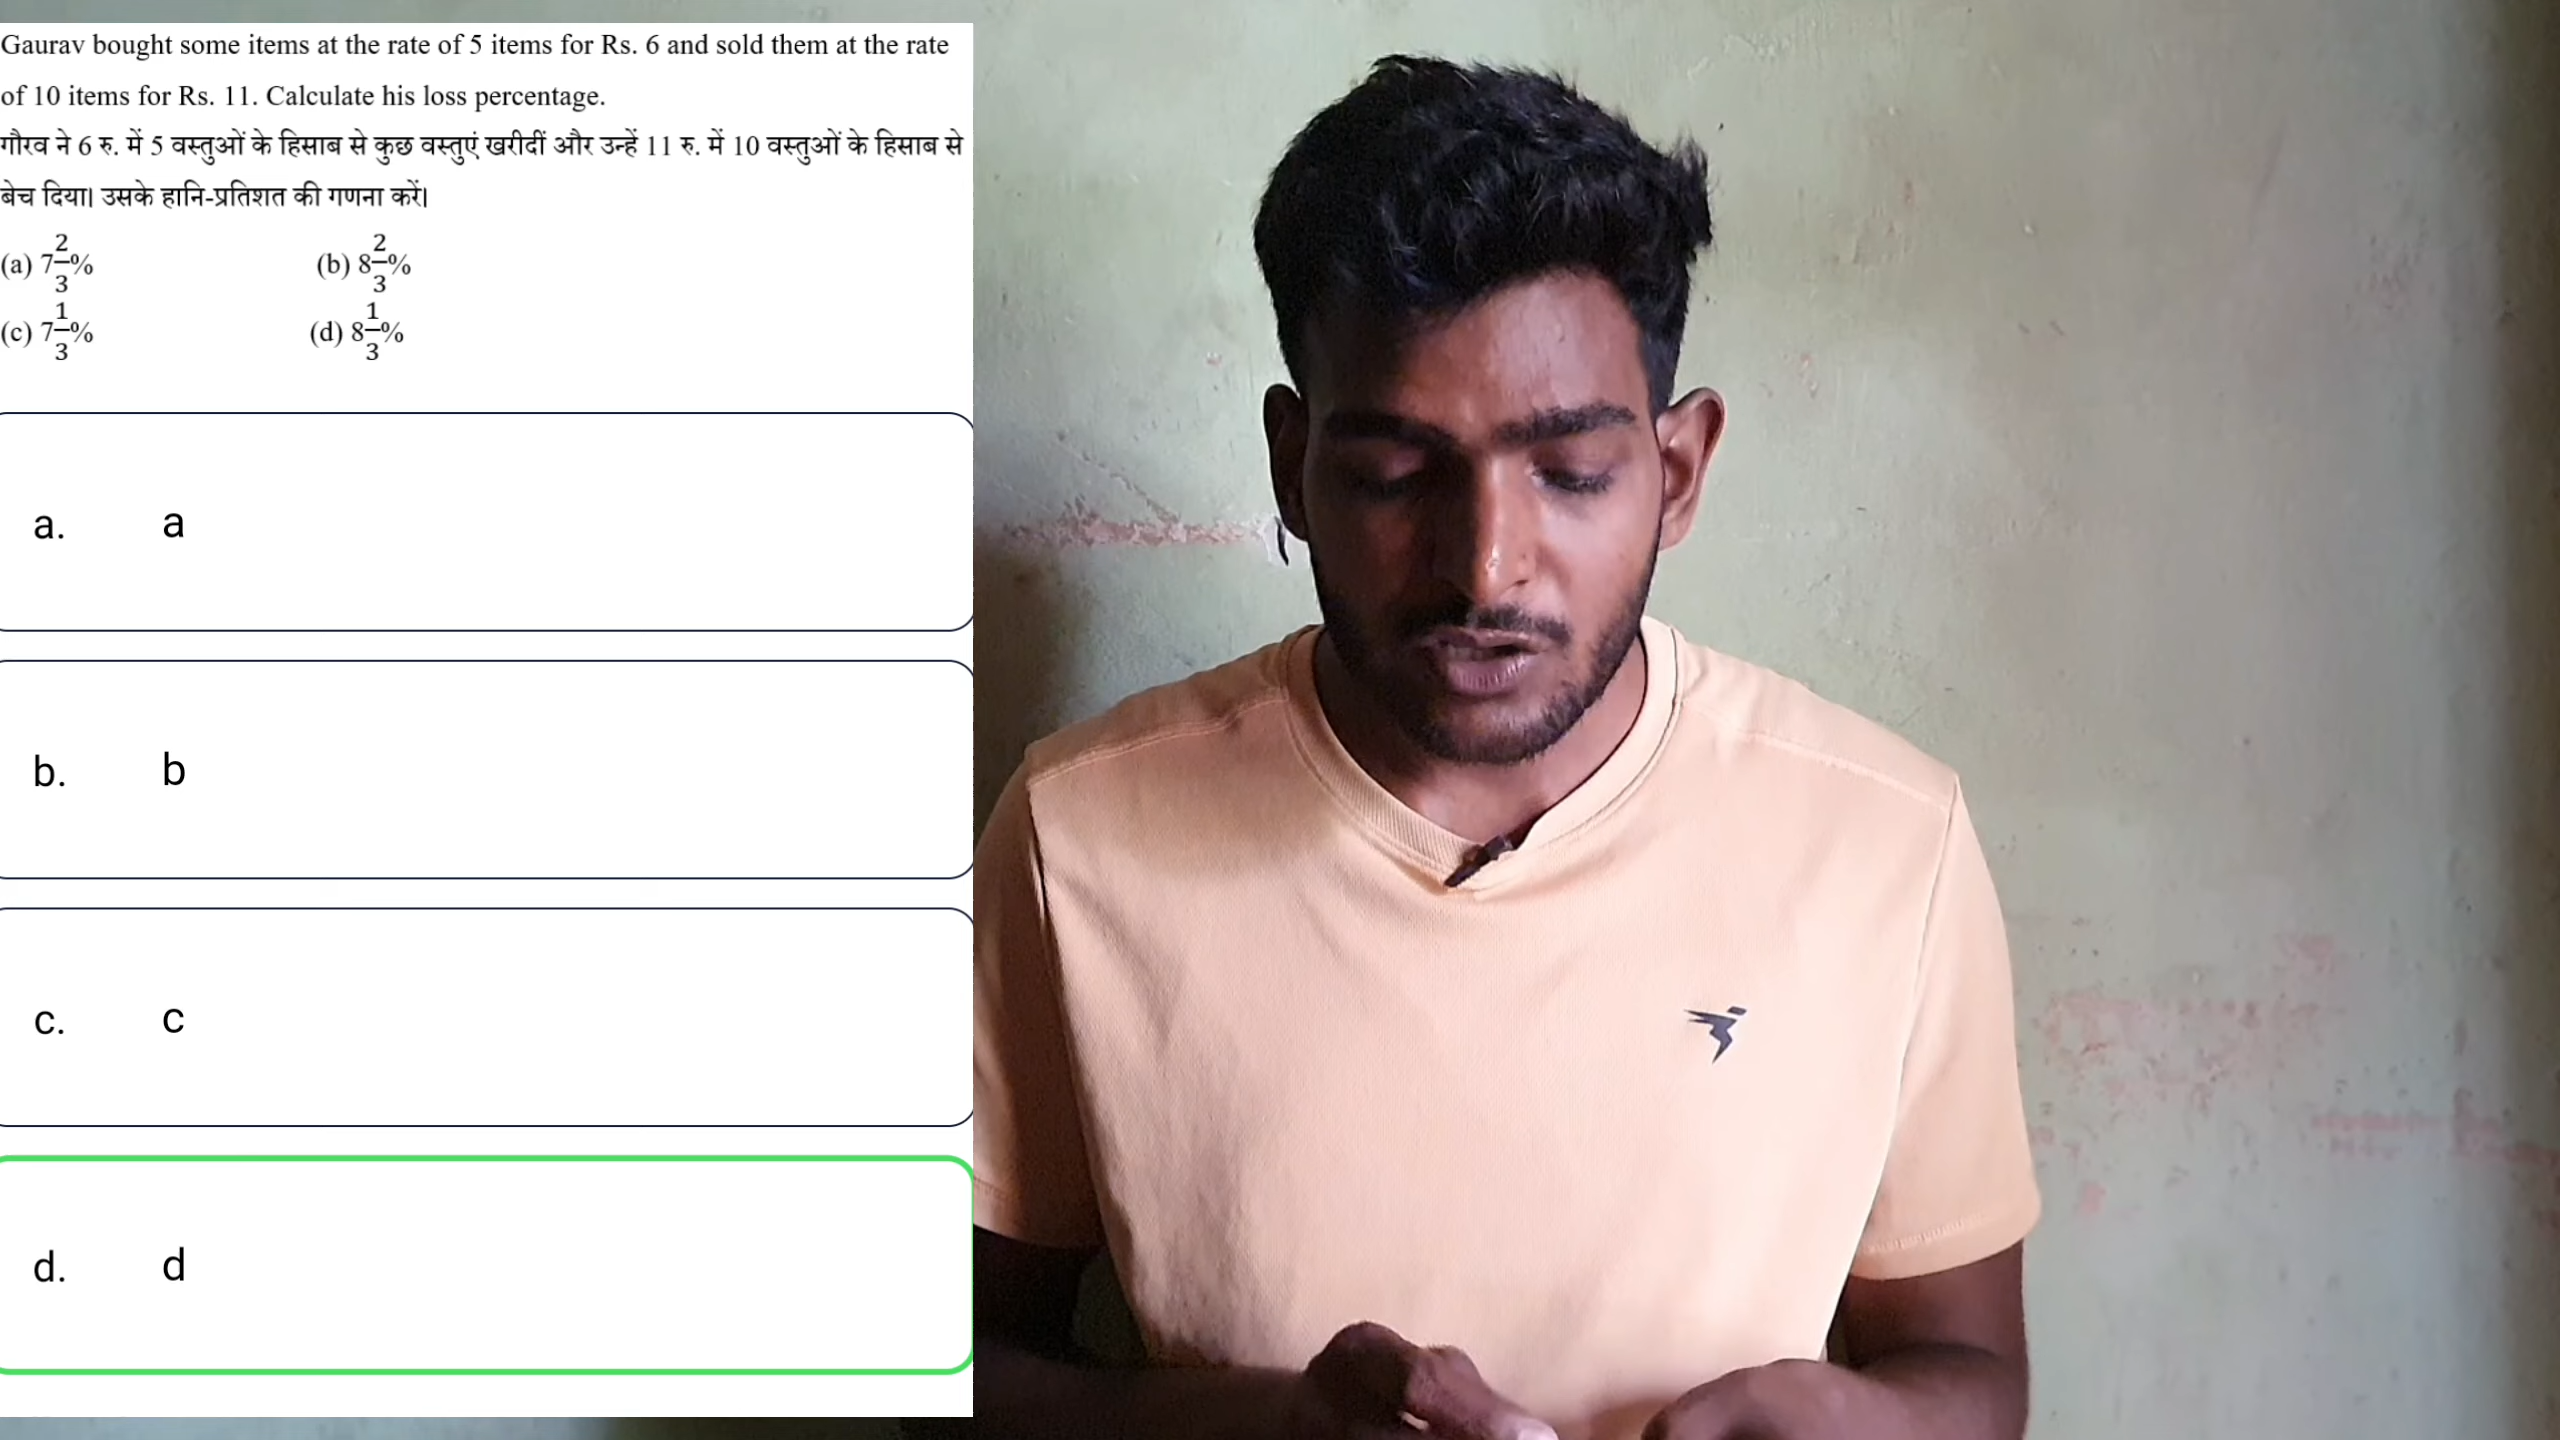 Gaurav bought some items at the rate of 5 items for Rs. 6 and sold them at the rate
of 10 items for Rs. 11. Calculate his loss percentage.
गौरव ने 6 रु. में 5 वस्तुओं के हिसाब से कुछ वस्तुएं खरीदीं और उन्हें 11 रु. में 10 वस्तुओं के हिसाब से
बेच दिया। उसके हानि-प्रतिशत की गणना करें।
(a) 7 2/3 % (b) 8 2/3 %
(c) 7 1/3 % (d) 8 1/3 %
a. a
b. b
c. c
d. d